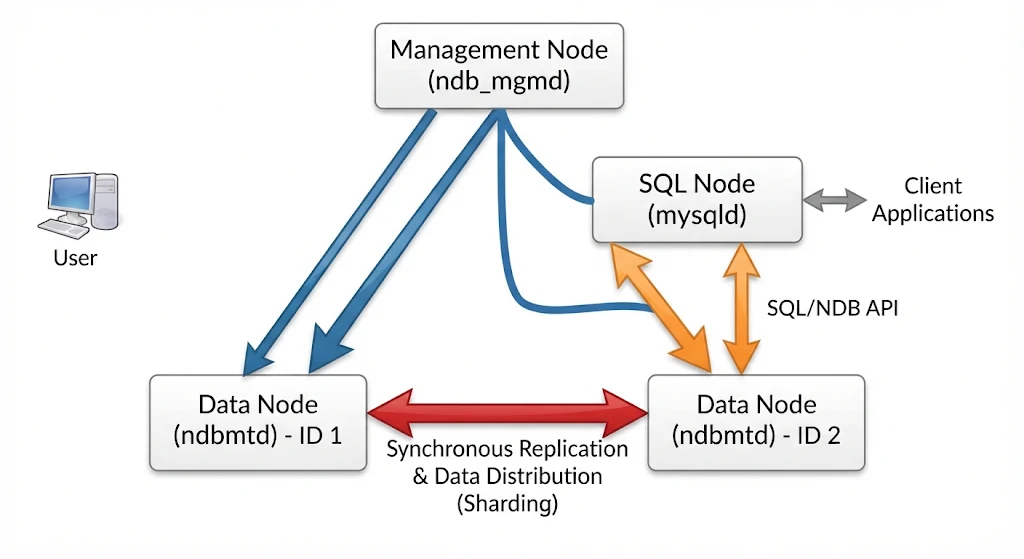 Management Node
(ndb_mgmd)
SQL Node
(mysqld)
Client
Applications
User
SQL/NDB API
Data Node
(ndbmtd) - ID 1
Data Node
(ndbmtd) - ID 2
Synchronous Replication
& Data Distribution
(Sharding)